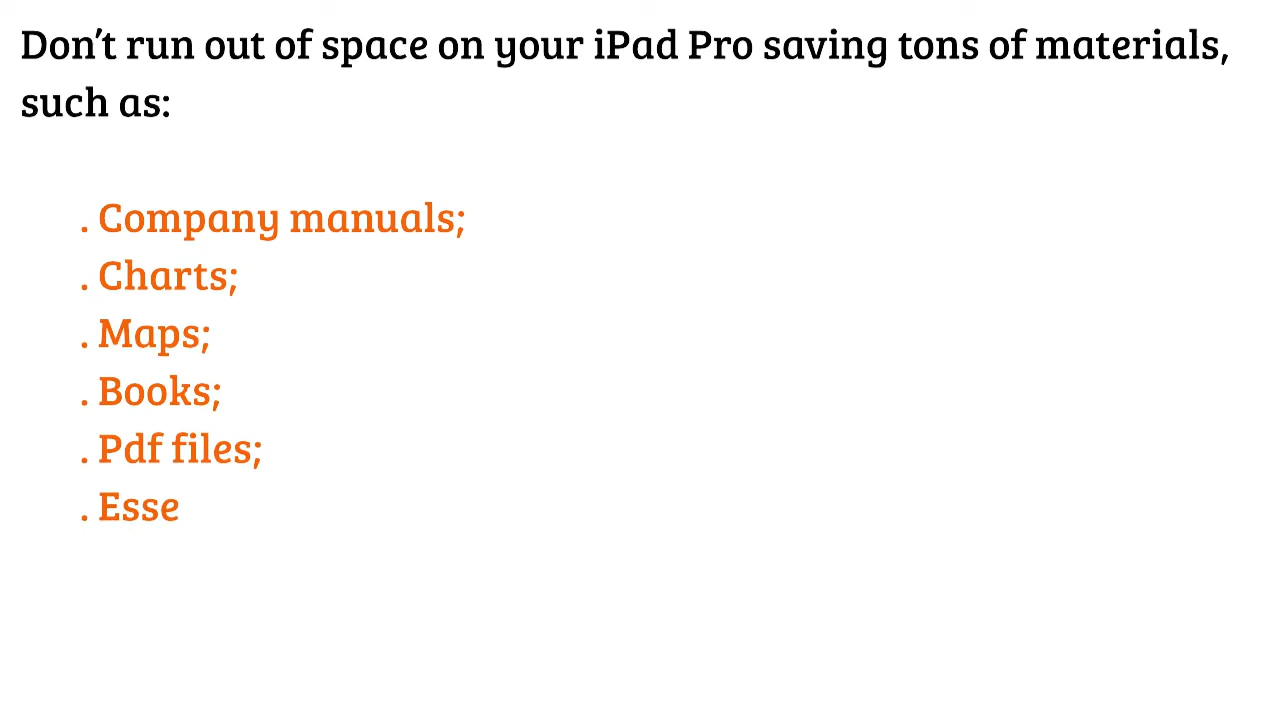 Don’t run out of space on your iPad Pro saving tons of materials,
such as:
. Company manuals;
. Charts;
. Maps;
. Books;
. Pdf files;
. Esse